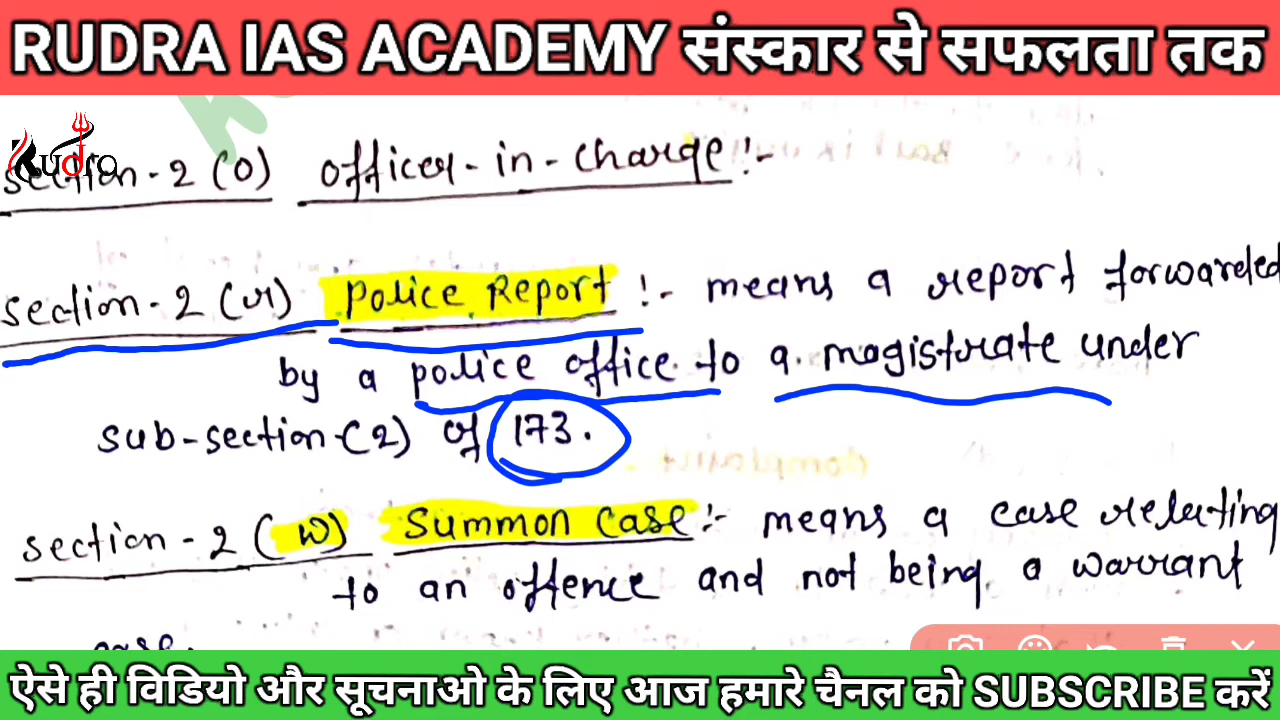 RUDRA IAS ACADEMY संस्कार से सफलता तक
Rudra
section-2 (o) officer-in-charge :-
section-2 (r) Police Report :- means a report forwarded
by a police office to a magistrate under
sub-section-(2) of 173.
section-2 (w) Summon Case :- means a case relating
to an offence and not being a warrant
case.
ऐसे ही विडियो और सूचनाओ के लिए आज हमारे चैनल को SUBSCRIBE करें